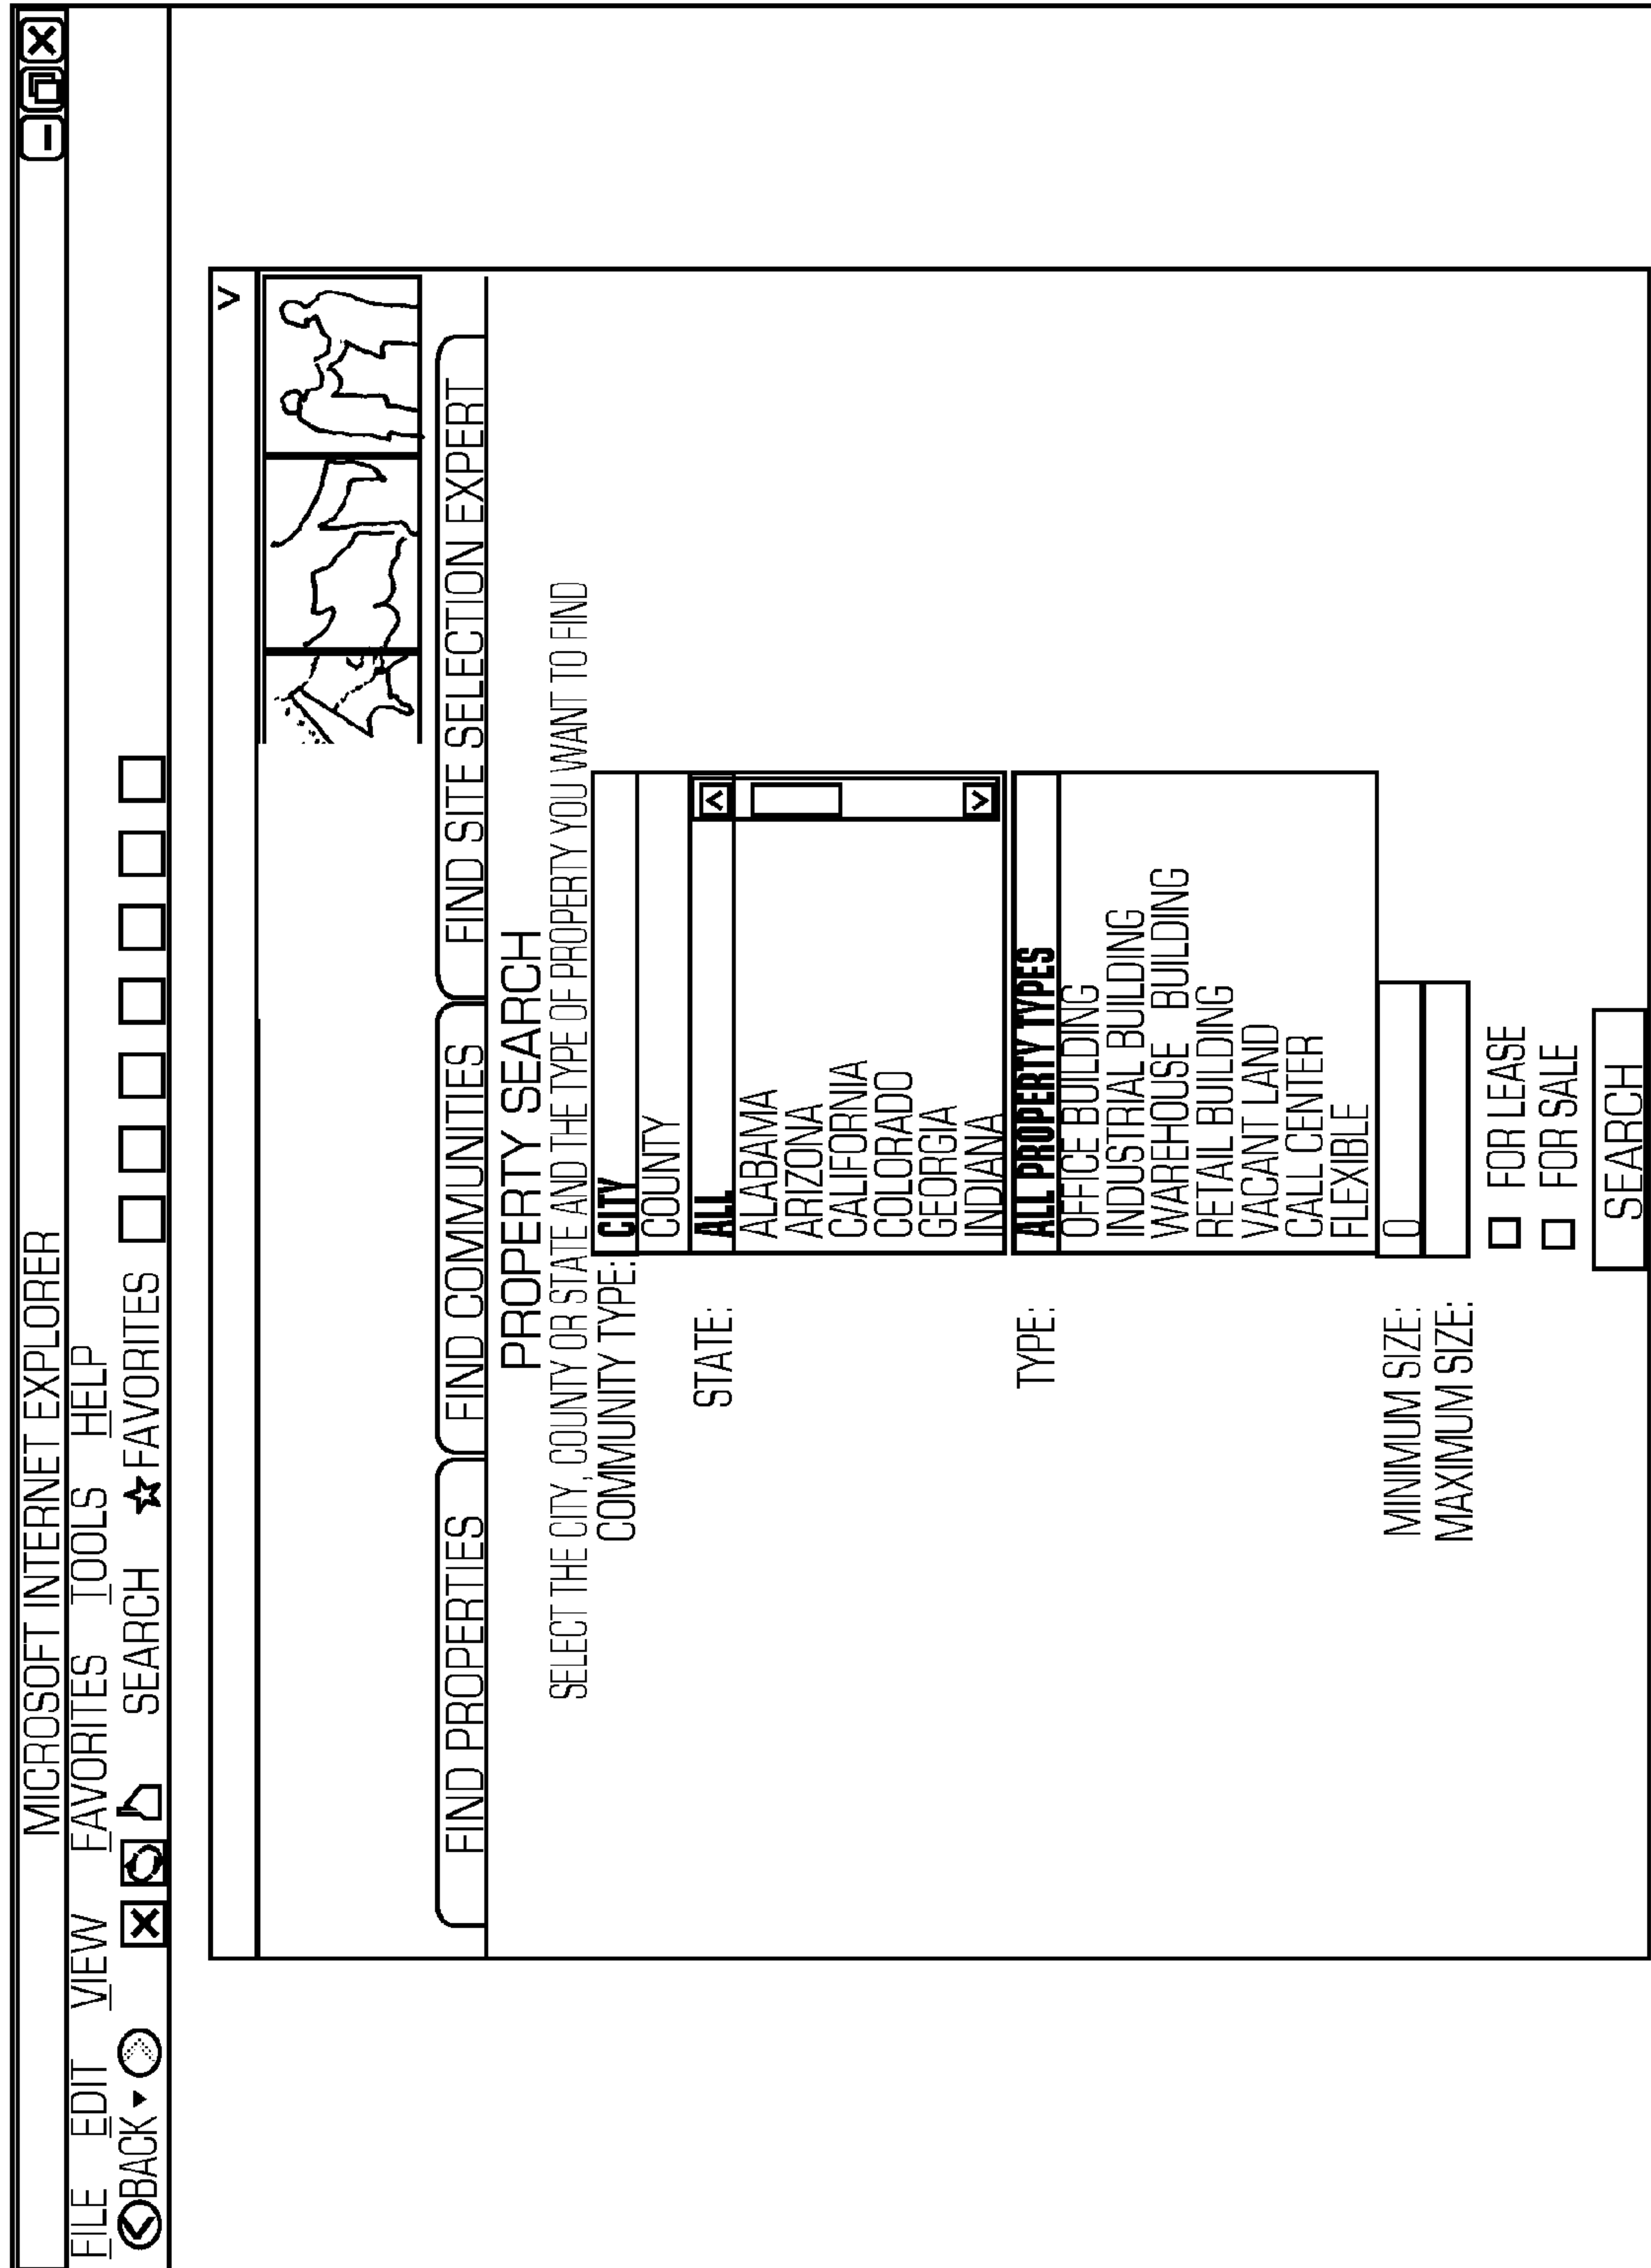 MICROSOFT INTERNET EXPLORER
FILE EDIT VIEW FAVORITES TOOLS HELP
BACK SEARCH FAVORITES
FIND PROPERTIES FIND COMMUNITIES FIND SITE SELECTION EXPERT
PROPERTY SEARCH
SELECT THE CITY, COUNTY OR STATE AND THE TYPE OF PROPERTY YOU WANT TO FIND
COMMUNITY TYPE: CITY
COUNTY
STATE: ALL
ALABAMA
ARIZONA
CALIFORNIA
COLORADO
GEORGIA
INDIANA
TYPE: ALL PROPERTY TYPES
OFFICE BUILDING
INDUSTRIAL BUILDING
WAREHOUSE BUILDING
RETAIL BUILDING
VACANT LAND
CALL CENTER
FLEXIBLE
MINIMUM SIZE: 0
MAXIMUM SIZE:
FOR LEASE
FOR SALE
SEARCH